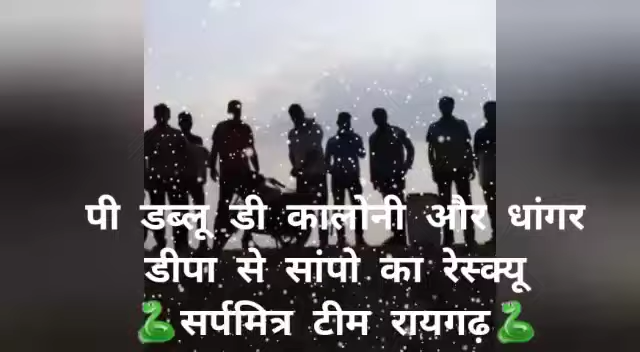 पी डब्लू डी कालोनी और धांगर
डीपा से सांपो का रेस्क्यू
🐍सर्पमित्र टीम रायगढ़🐍